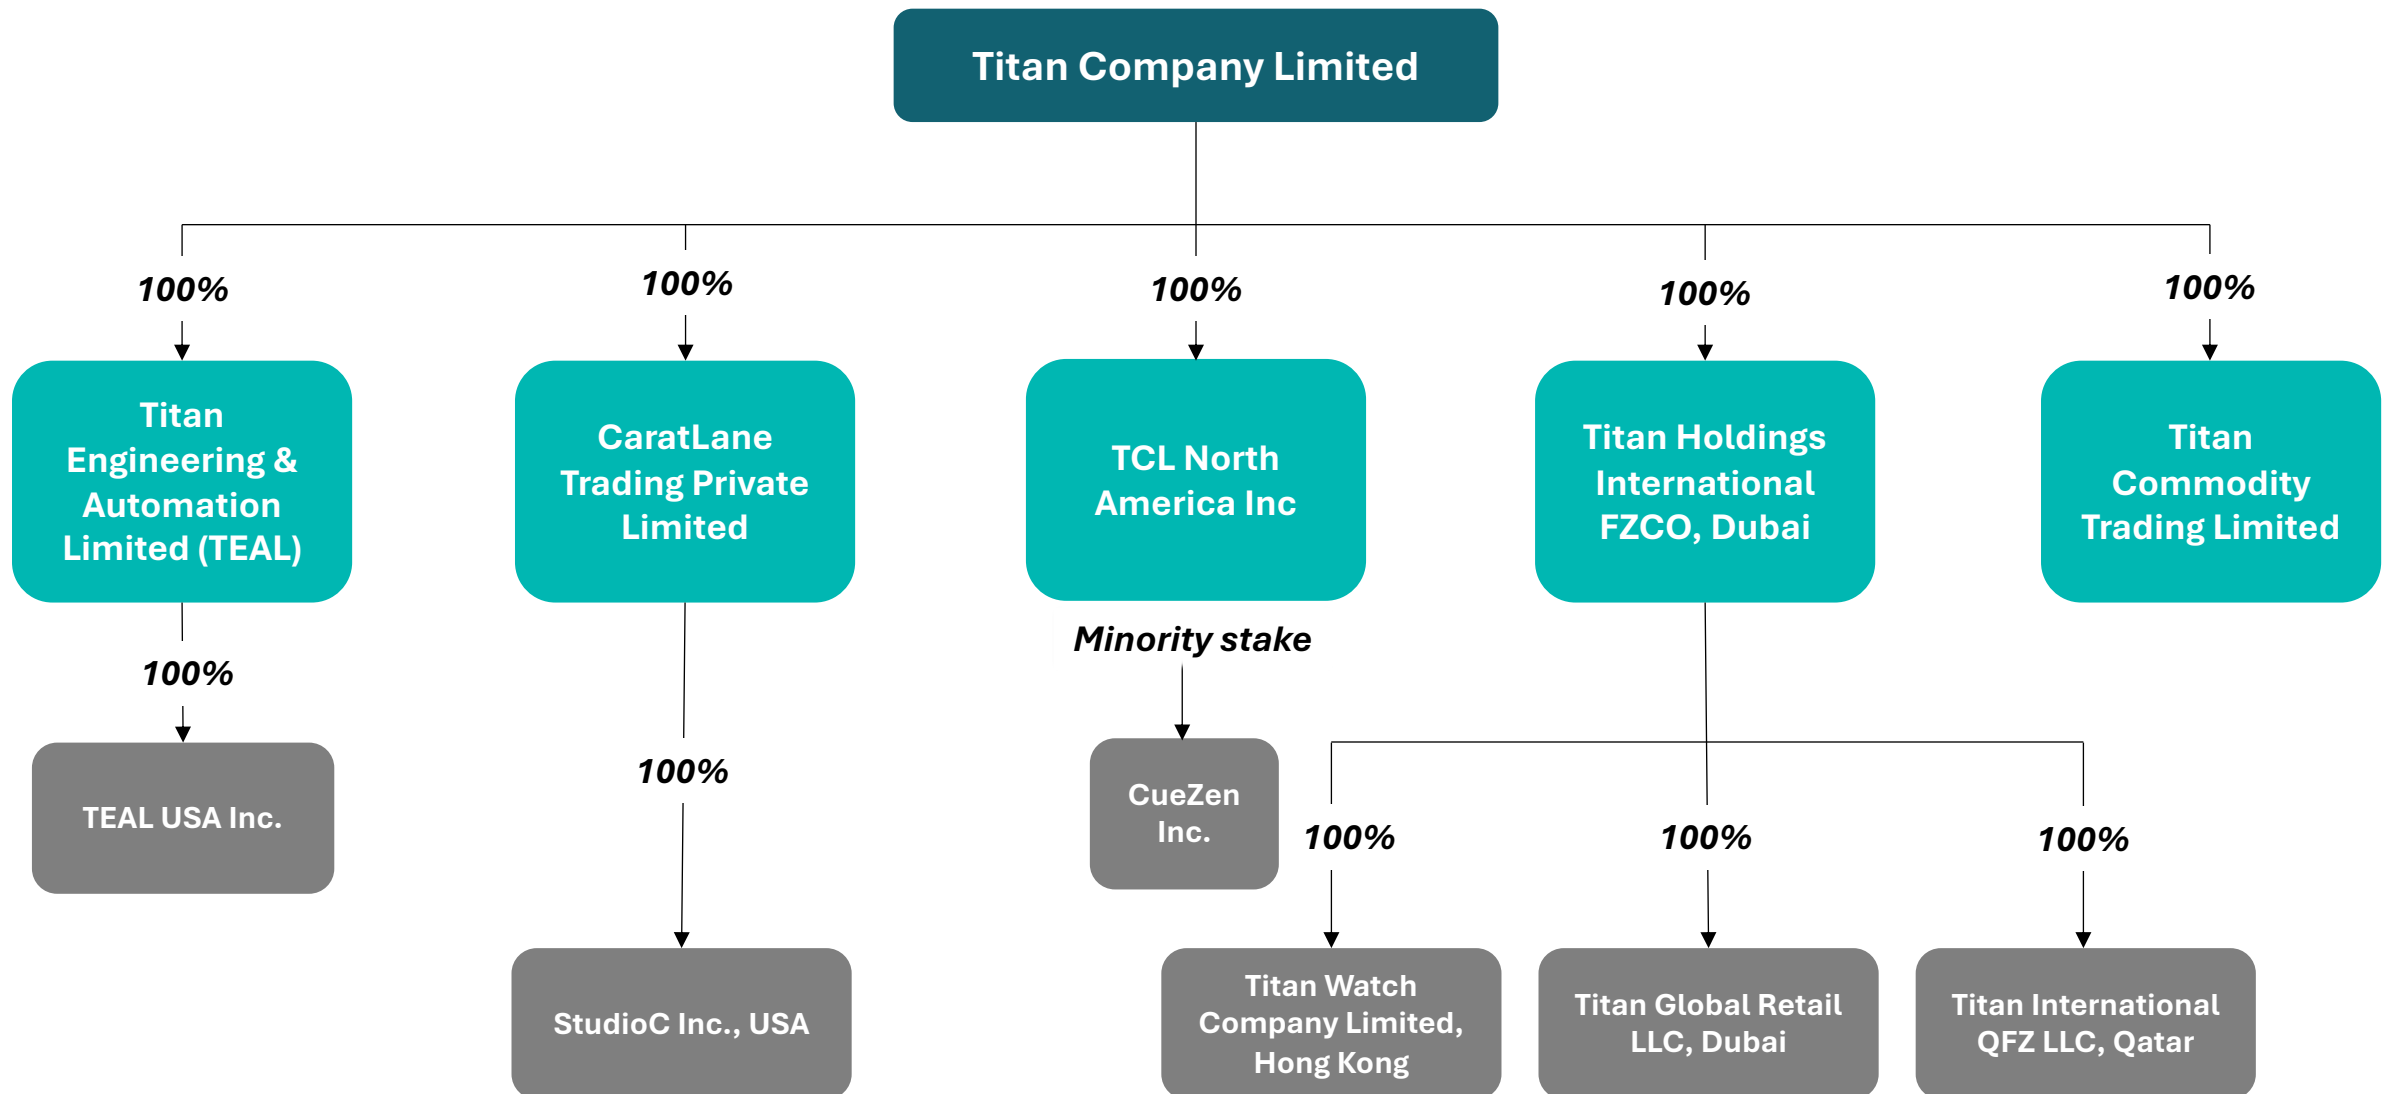 Titan Company Limited
100%
100%
100%
100%
100%
Titan
Engineering &
Automation
Limited (TEAL)
CaratLane
Trading Private
Limited
TCL North
America Inc
Titan Holdings
International
FZCO, Dubai
Titan
Commodity
Trading Limited
Minority stake
100%
100%
TEAL USA Inc.
CueZen
Inc.
100%
100%
100%
StudioC Inc., USA
Titan Watch
Company Limited,
Hong Kong
Titan Global Retail
LLC, Dubai
Titan International
QFZ LLC, Qatar